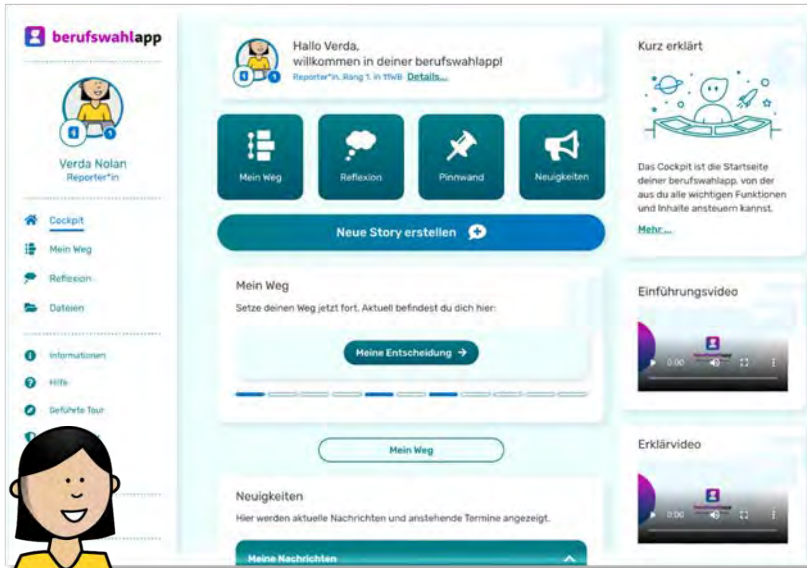 berufswahlapp
Verda Nolan
Reporter*in
Cockpit
Mein Weg
Reflexion
Dateien
Informationen
Hilfe
Geführte Tour
Hallo Verda,
willkommen in deiner berufswahlapp!
Reporter*in, Rang 1, in 11WB Details...
Mein Weg
Reflexion
Pinnwand
Neuigkeiten
Neue Story erstellen
Mein Weg
Setze deinen Weg jetzt fort. Aktuell befindest du dich hier:
Meine Entscheidung →
Mein Weg
Neuigkeiten
Hier werden aktuelle Nachrichten und anstehende Termine angezeigt.
Meine Nachrichten
Kurz erklärt
Das Cockpit ist die Startseite
deiner berufswahlapp, von der
aus du alle wichtigen Funktionen
und Inhalte ansteuern kannst.
Mehr ...
Einführungsvideo
0:00
Erklärvideo
0:00